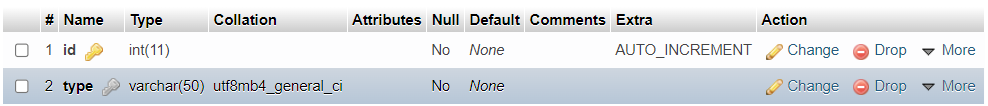 # Name Type Collation Attributes Null Default Comments Extra Action
1 id int(11) No None AUTO_INCREMENT Change Drop More
2 type varchar(50) utf8mb4_general_ci No None Change Drop More